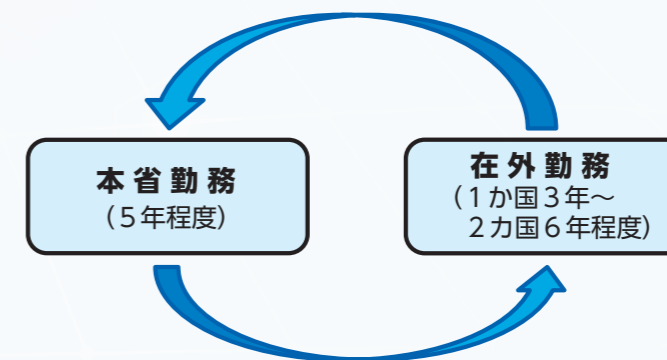 本省勤務
（5年程度）
在外勤務
（1か国3年～
2カ国6年程度）